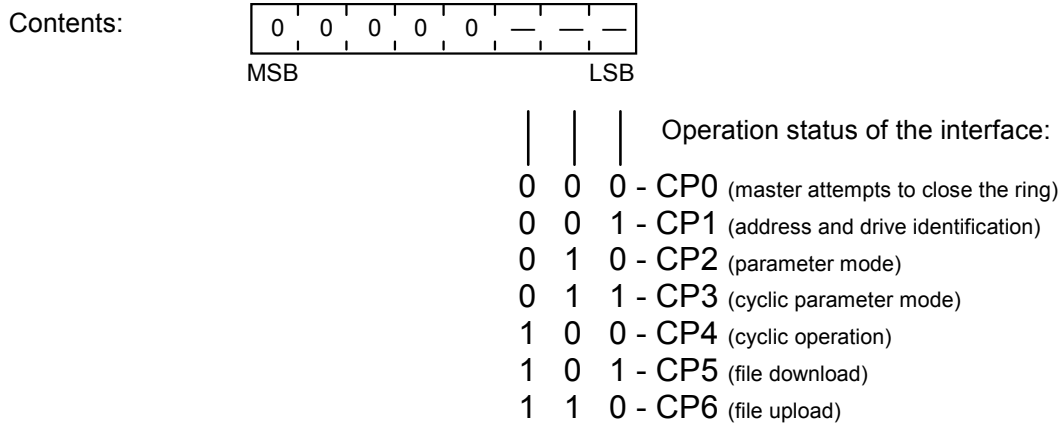 Contents: 0 0 0 0 0 — — —
MSB LSB
Operation status of the interface:
0 0 0 - CP0 (master attempts to close the ring)
0 0 1 - CP1 (address and drive identification)
0 1 0 - CP2 (parameter mode)
0 1 1 - CP3 (cyclic parameter mode)
1 0 0 - CP4 (cyclic operation)
1 0 1 - CP5 (file download)
1 1 0 - CP6 (file upload)